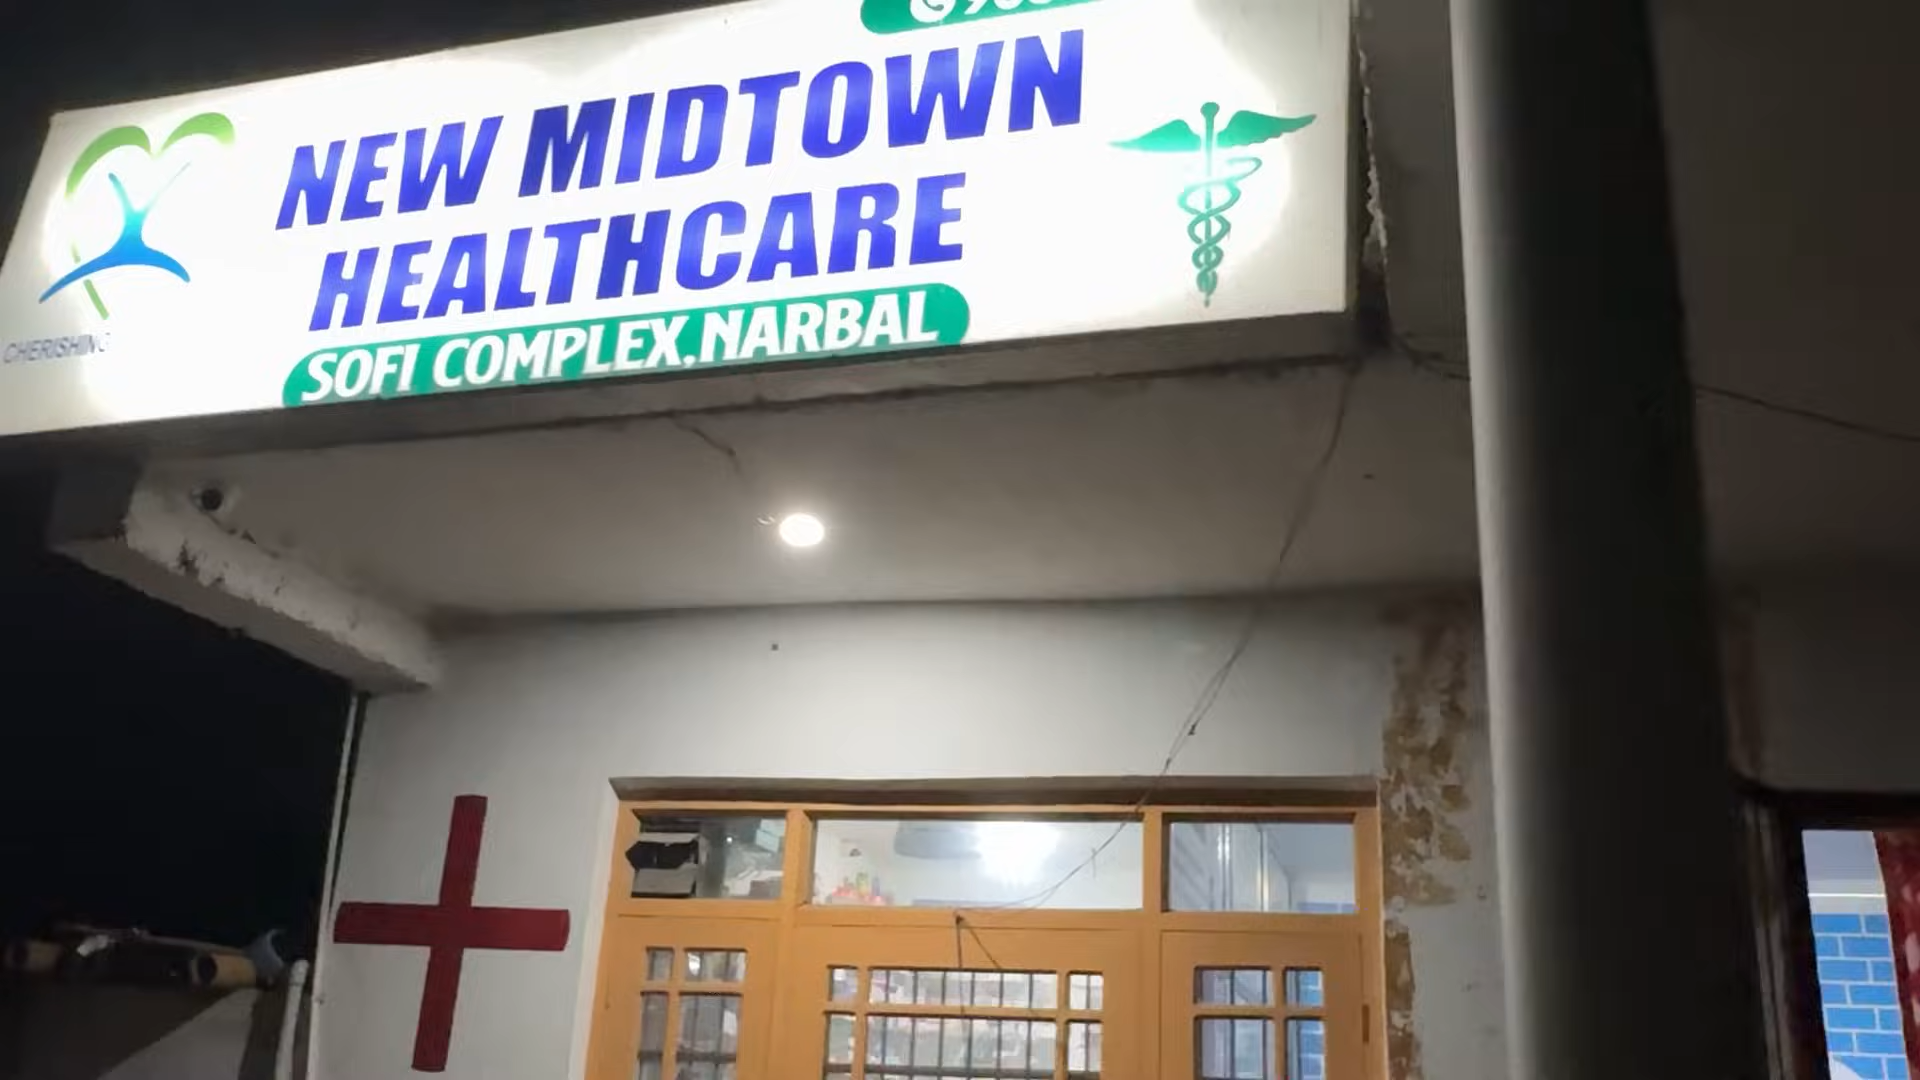 NEW MIDTOWN
HEALTHCARE
SOFI COMPLEX, NARBAL
CHERISHING